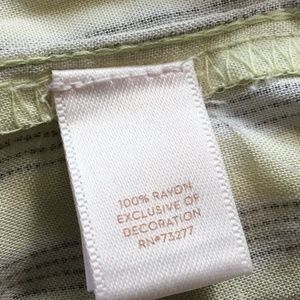 100% RAYON
EXCLUSIVE OF
DECORATION
RN#73277